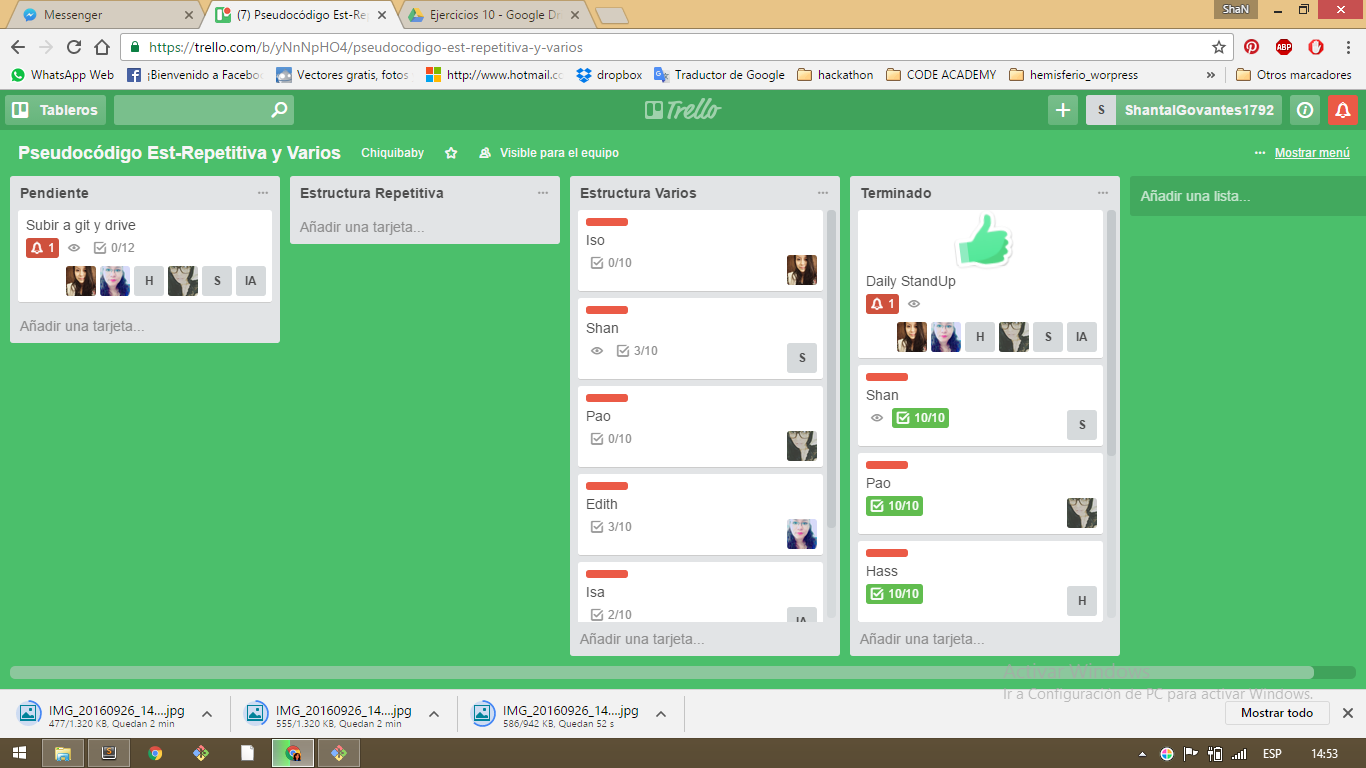 Messenger
(7) Pseudocódigo Est-Re
Ejercicios 10 - Google Dr
ShaN
https://trello.com/b/yNnNpHO4/pseudocodigo-est-repetitiva-y-varios
ABP
WhatsApp Web
¡Bienvenido a Facebo
Vectores gratis, fotos
http://www.hotmail.cc
dropbox
Traductor de Google
hackathon
CODE ACADEMY
hemisferio_worpress
»
Otros marcadores
Tableros
Trello
+
S
ShantalGovantes1792
Pseudocódigo Est-Repetitiva y Varios
Chiquibaby
Visible para el equipo
... Mostrar menú
Pendiente
Subir a git y drive
1
0/12
H
S
IA
Añadir una tarjeta...
Estructura Repetitiva
Añadir una tarjeta...
Estructura Varios
Iso
0/10
Shan
3/10
S
Pao
0/10
Edith
3/10
Isa
2/10
IA
Añadir una tarjeta...
Terminado
Daily StandUp
1
H
S
IA
Shan
10/10
S
Pao
10/10
Hass
10/10
H
Añadir una tarjeta...
Añadir una lista...
Activar Windows
Ir a Configuración de PC para activar Windows.
IMG_20160926_14....jpg
477/1.320 KB, Quedan 2 min
IMG_20160926_14....jpg
555/1.320 KB, Quedan 2 min
IMG_20160926_14....jpg
586/942 KB, Quedan 52 s
Mostrar todo
ESP
14:53